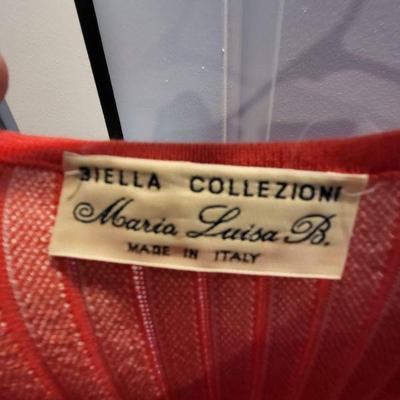 BIELLA COLLEZIONI
Maria Luisa B.
MADE IN ITALY